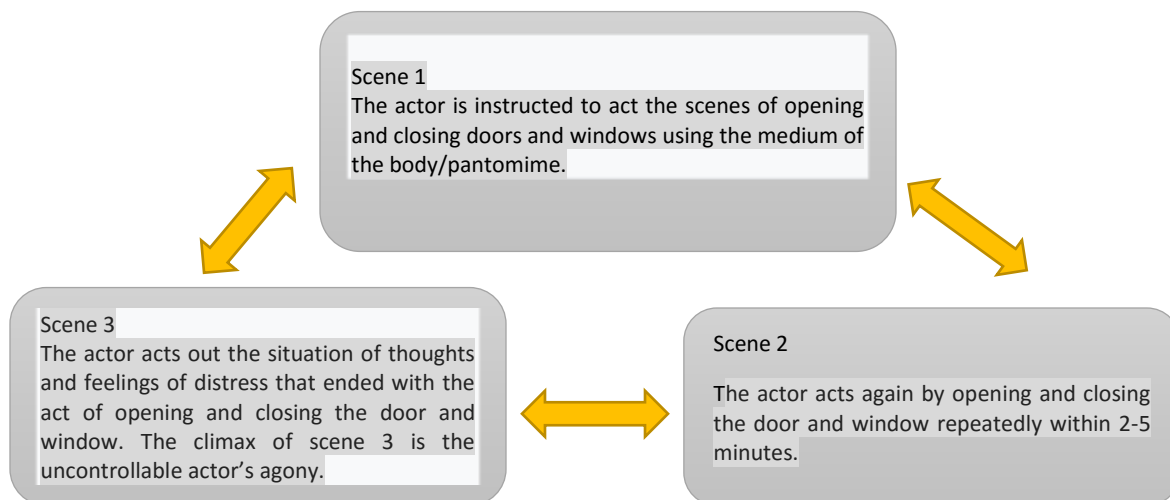 Scene 1
The actor is instructed to act the scenes of opening
and closing doors and windows using the medium of
the body/pantomime.
Scene 3
The actor acts out the situation of thoughts
and feelings of distress that ended with the
act of opening and closing the door and
window. The climax of scene 3 is the
uncontrollable actor's agony.
Scene 2
The actor acts again by opening and closing
the door and window repeatedly within 2-5
minutes.